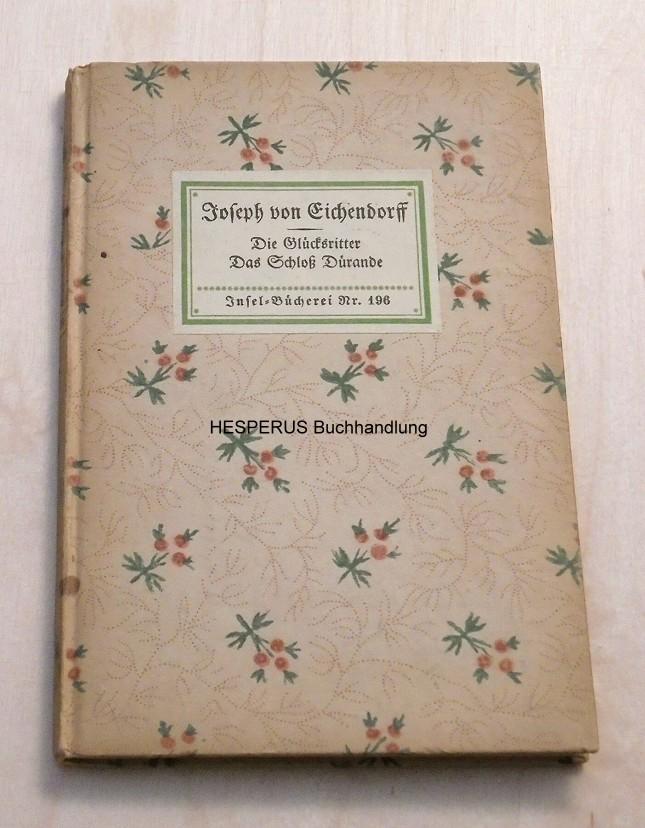 Joseph von Eichendorff
Die Glücksritter
Das Schloß Dürande
Insel-Bücherei Nr. 196
HESPERUS Buchhandlung